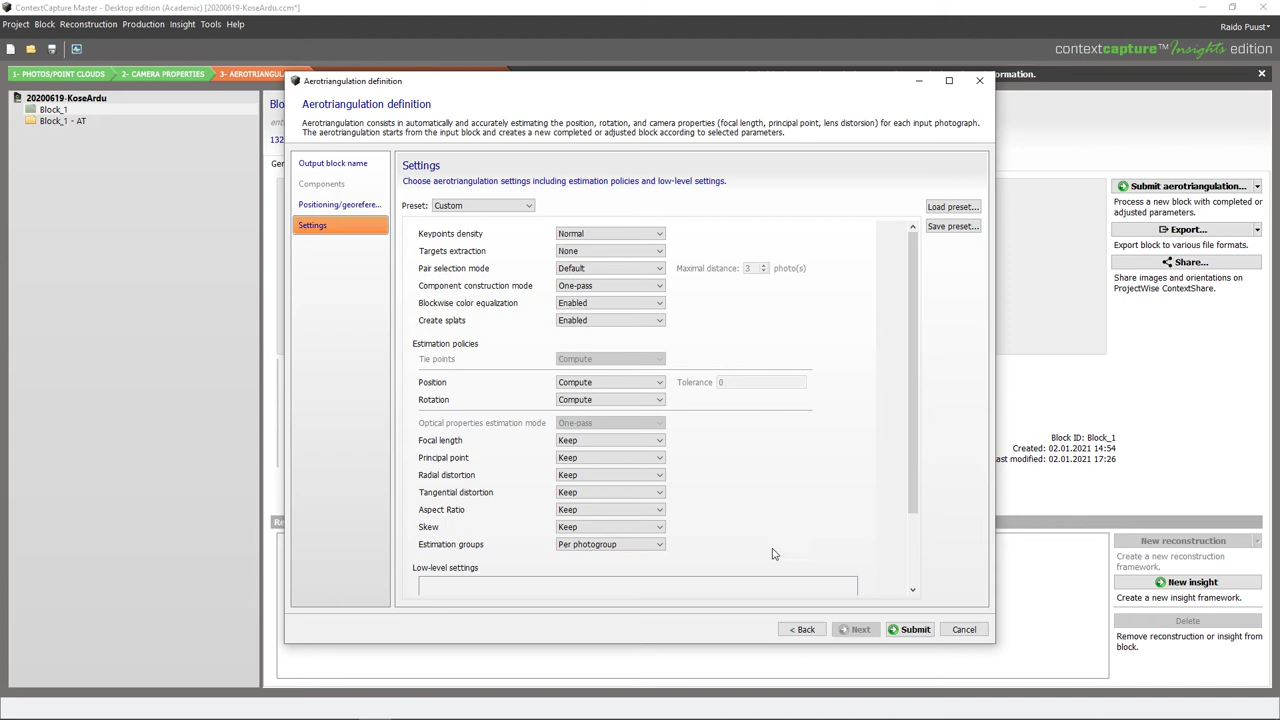 ContextCapture Master - Desktop edition (Academic) [20200619-KoseArdu.ccm*]
Project Block Reconstruction Production Insight Tools Help
Raido Puust
contextcapture™ Insights edition
1- PHOTOS/POINT CLOUDS 2- CAMERA PROPERTIES 3- AEROTRIANGUL
ormation.
20200619-KoseArdu
Block_1
Block_1 - AT
Blo
ente
132
Gen
Aerotriangulation definition
Aerotriangulation definition
Aerotriangulation consists in automatically and accurately estimating the position, rotation, and camera properties (focal length, principal point, lens distorsion) for each input photograph.
The aerotriangulation starts from the input block and creates a new completed or adjusted block according to selected parameters.
Output block name
Components
Positioning/georefere...
Settings
Settings
Choose aerotriangulation settings including estimation policies and low-level settings.
Preset: Custom
Load preset...
Save preset...
Keypoints density Normal
Targets extraction None
Pair selection mode Default Maximal distance: 3 photo(s)
Component construction mode One-pass
Blockwise color equalization Enabled
Create splats Enabled
Estimation policies
Tie points Compute
Position Compute Tolerance 0
Rotation Compute
Optical properties estimation mode One-pass
Focal length Keep
Principal point Keep
Radial distortion Keep
Tangential distortion Keep
Aspect Ratio Keep
Skew Keep
Estimation groups Per photogroup
Low-level settings
< Back Next Submit Cancel
Submit aerotriangulation...
Process a new block with completed or
adjusted parameters.
Export...
Export block to various file formats.
Share...
Share images and orientations on
ProjectWise ContextShare.
Block ID: Block_1
Created: 02.01.2021 14:54
ast modified: 02.01.2021 17:26
Re
New reconstruction
Create a new reconstruction
framework.
New insight
Create a new insight framework.
Delete
Remove reconstruction or insight from
block.